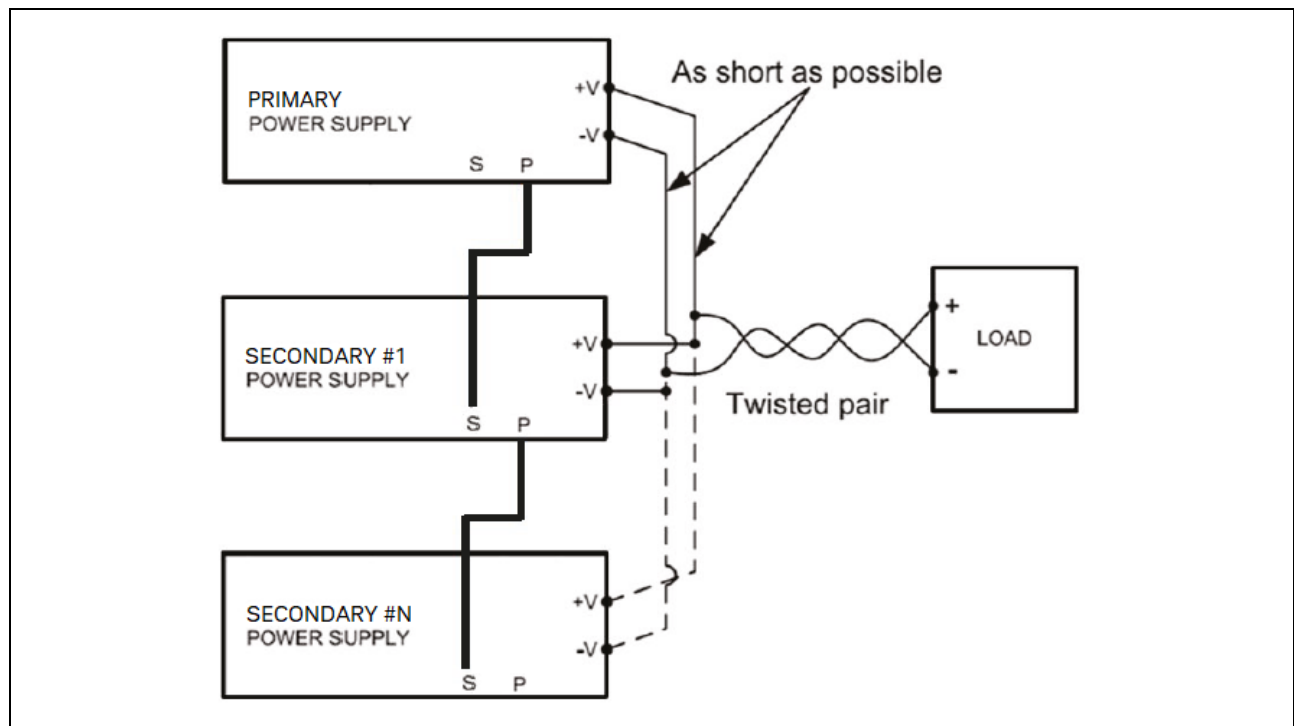 As short as possible
+V
PRIMARY
POWER SUPPLY
-V
S P
+V
SECONDARY #1
POWER SUPPLY
-V
S P
+
LOAD
-
Twisted pair
+V
SECONDARY #N
POWER SUPPLY
-V
S P